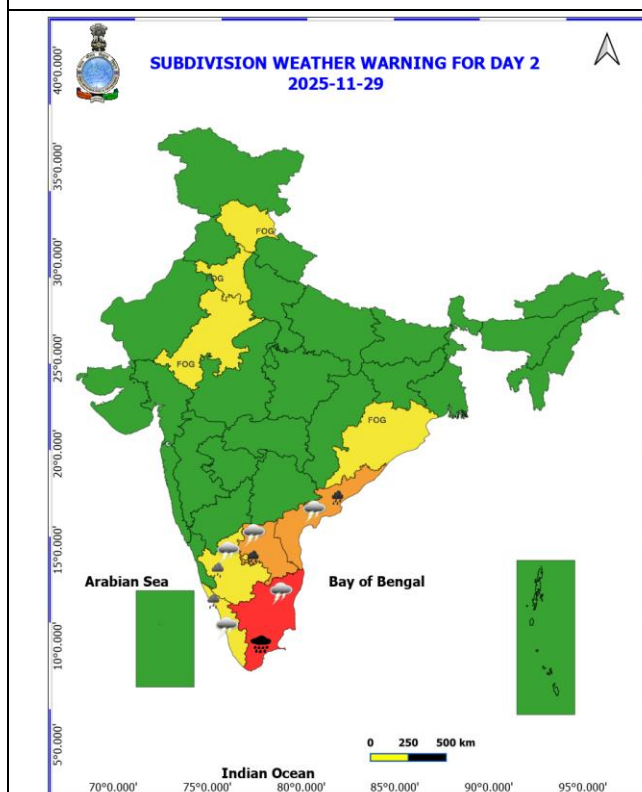 SUBDIVISION WEATHER WARNING FOR DAY 2
2025-11-29
40°0.000'
35°0.000'
30°0.000'
25°0.000'
20°0.000'
15°0.000'
10°0.000'
5°0.000'
FOG
FOG
FOG
FOG
Arabian Sea
Bay of Bengal
0 250 500 km
Indian Ocean
70°0.000' 75°0.000' 80°0.000' 85°0.000' 90°0.000' 95°0.000'